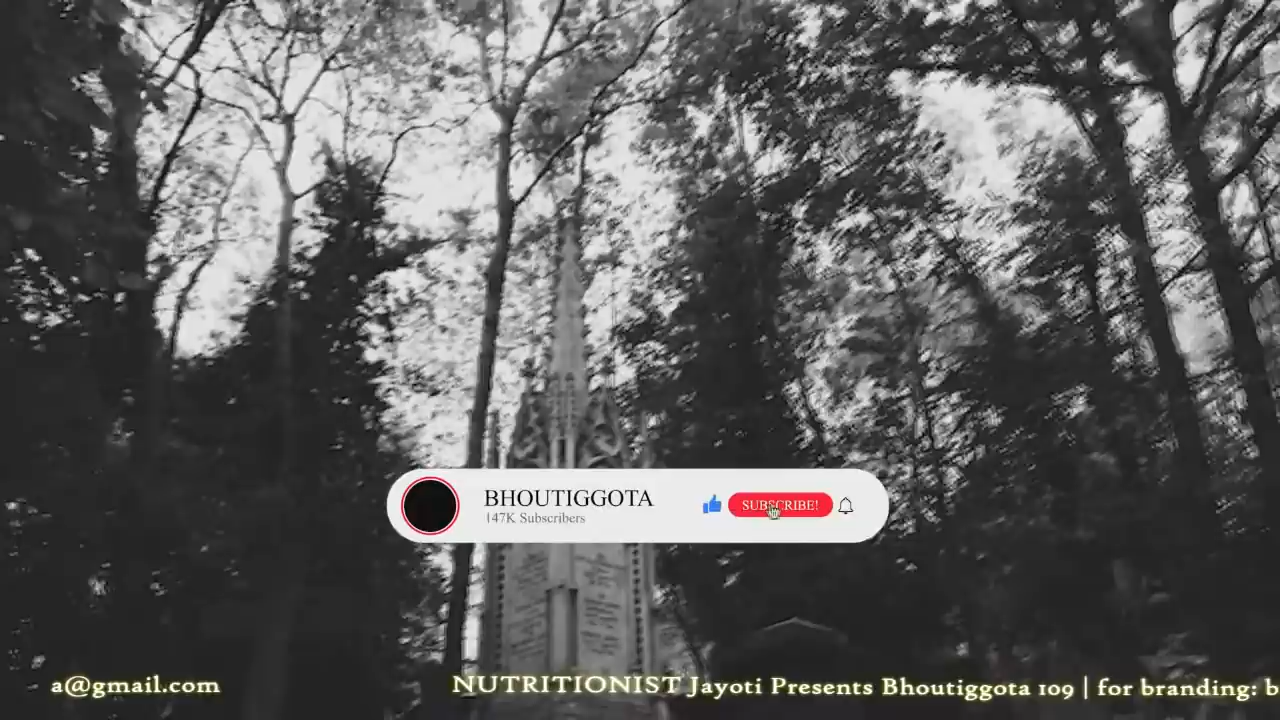 BHOUTIGGOTA
147K Subscribers
SUBSCRIBE!
a@gmail.com NUTRITIONIST Jayoti Presents Bhoutiggota 109 | for branding: b